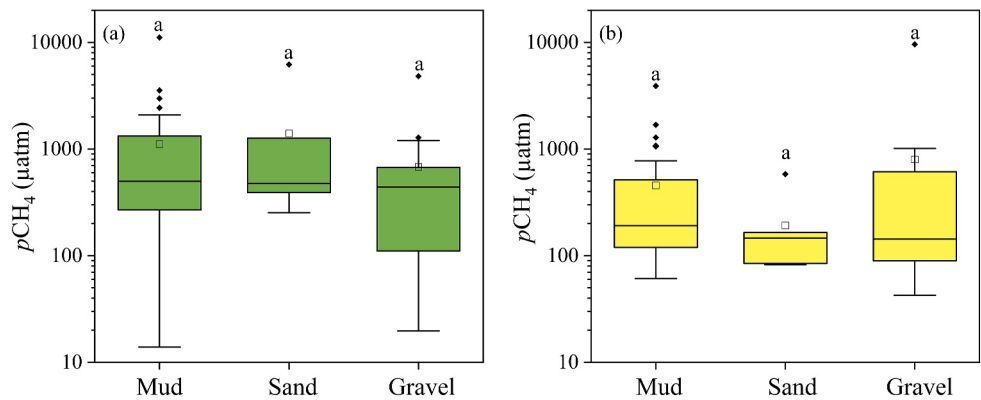 (a)
a
a
a
10000
1000
100
10
pCH₄ (μatm)
Mud Sand Gravel
(b)
a
a
a
10000
1000
100
10
pCH₄ (μatm)
Mud Sand Gravel